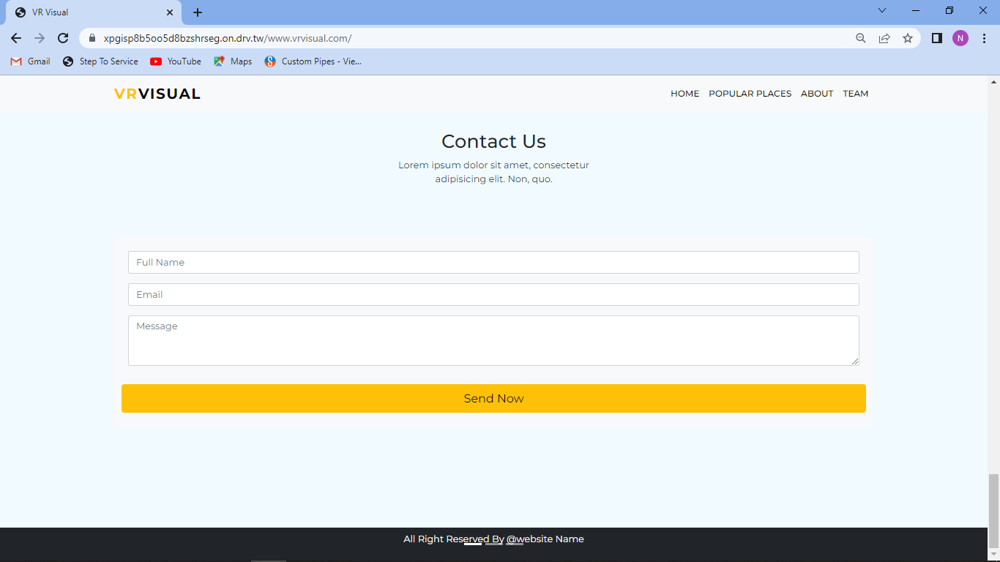 VR Visual
xpgisp8b5oo5d8bzshrseg.on.drv.tw/www.vrvisual.com/
N
Gmail
Step To Service
YouTube
Maps
Custom Pipes - Vie...
VRVISUAL
HOME
POPULAR PLACES
ABOUT
TEAM
Contact Us
Lorem ipsum dolor sit amet, consectetur
adipisicing elit. Non, quo.
Full Name
Email
Message
Send Now
All Right Reserved By @website Name